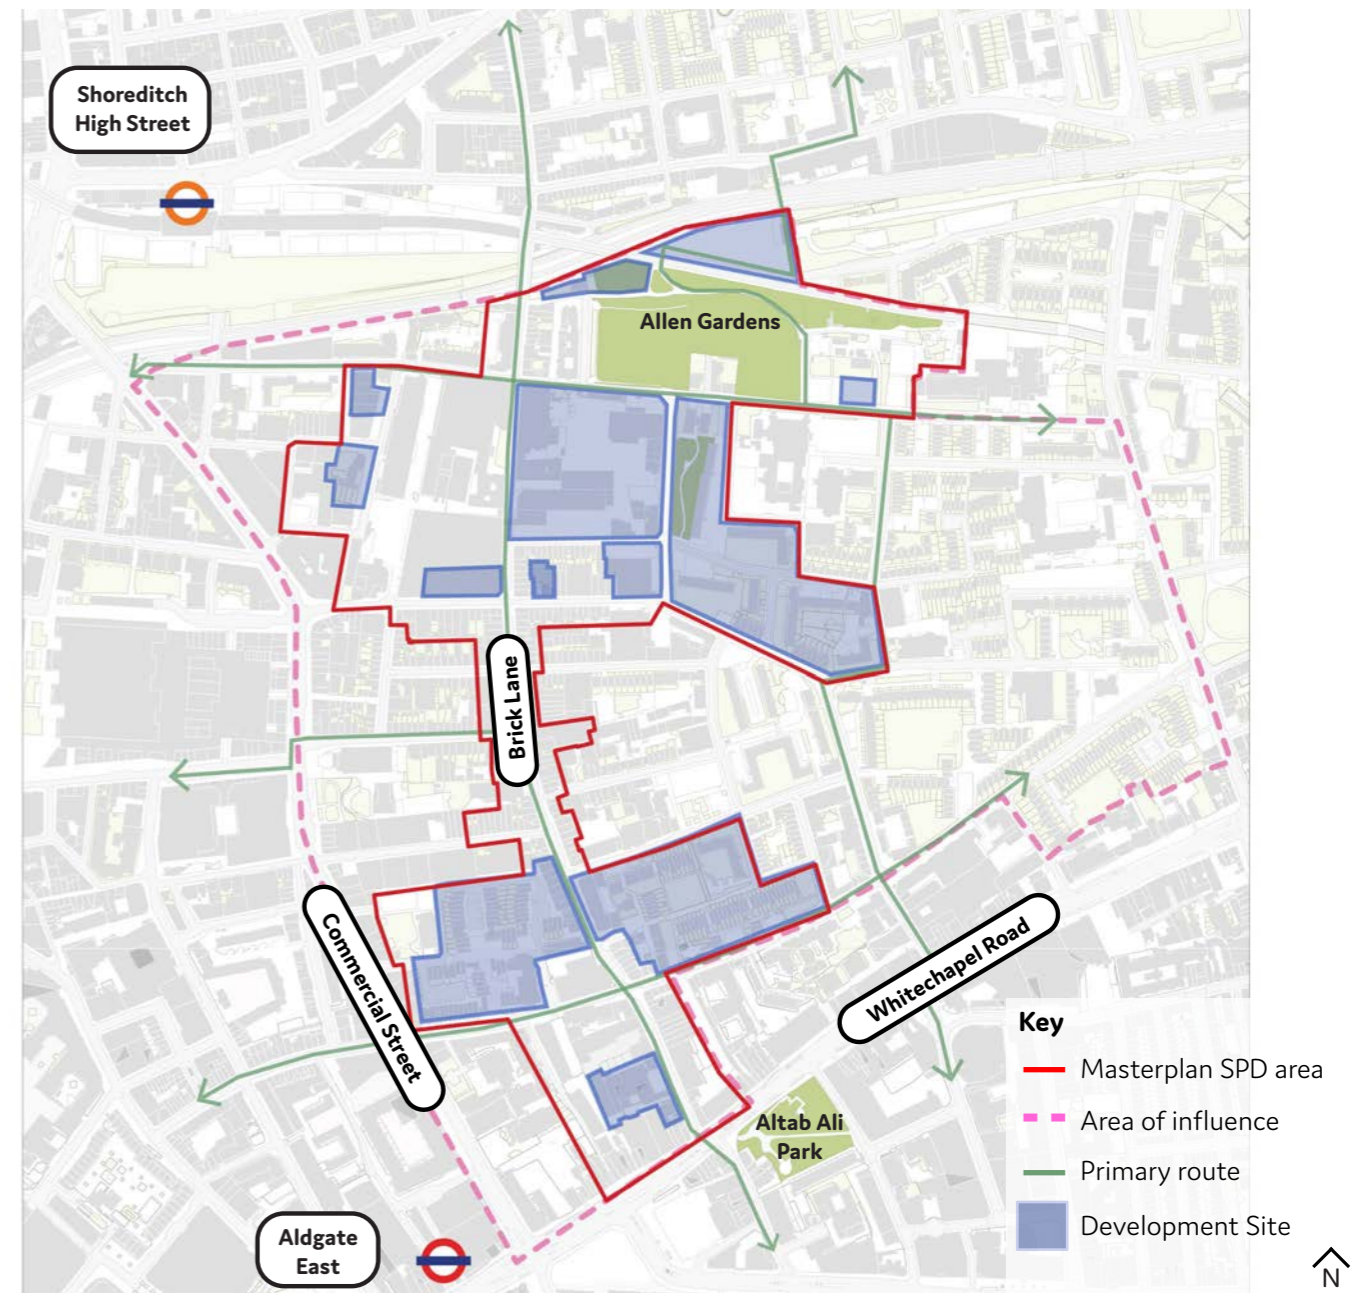 Shoreditch
High Street
Allen Gardens
Brick Lane
Commercial Street
Whitechapel Road
Altab Ali
Park
Aldgate
East
Key
Masterplan SPD area
Area of influence
Primary route
Development Site
N